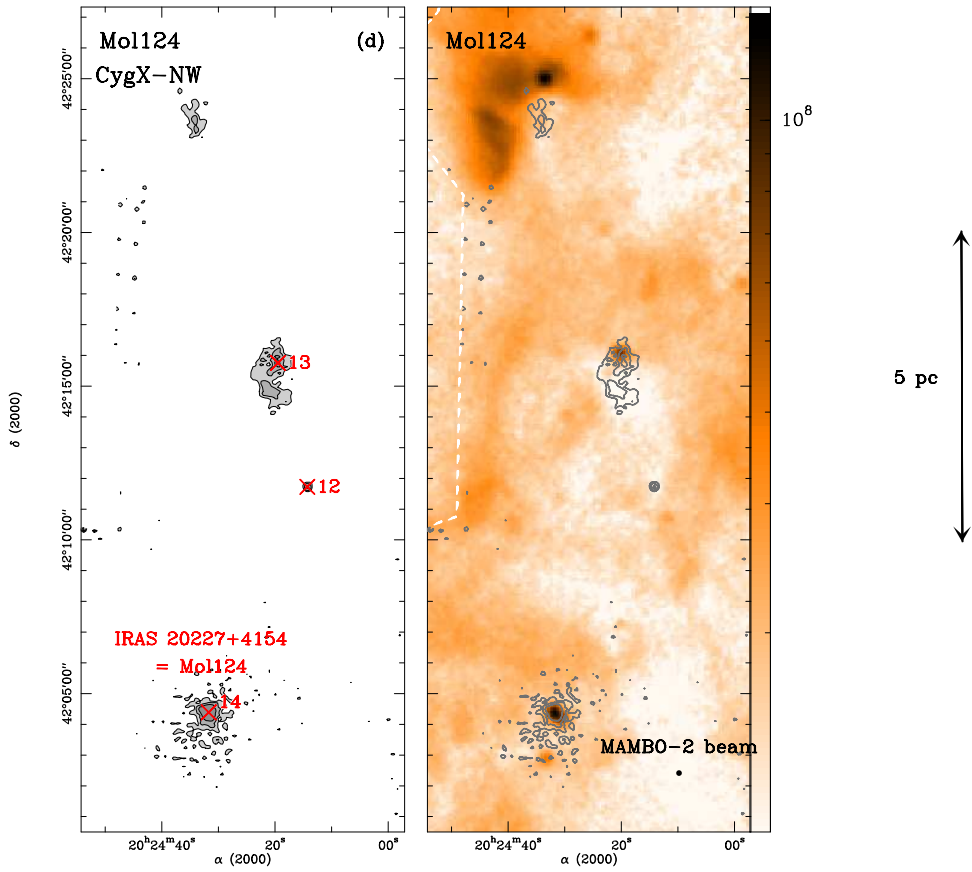 Mol124
(d)
CygX-NW
Mol124
10⁸
42°25'00"
42°20'00"
42°15'00"
42°10'00"
42°05'00"
δ (2000)
13
12
5 pc
IRAS 20227+4154
= Mol124
14
MAMBO-2 beam
20ʰ24ᵐ40ˢ
20ˢ
00ˢ
20ʰ24ᵐ40ˢ
20ˢ
00ˢ
α (2000)
α (2000)